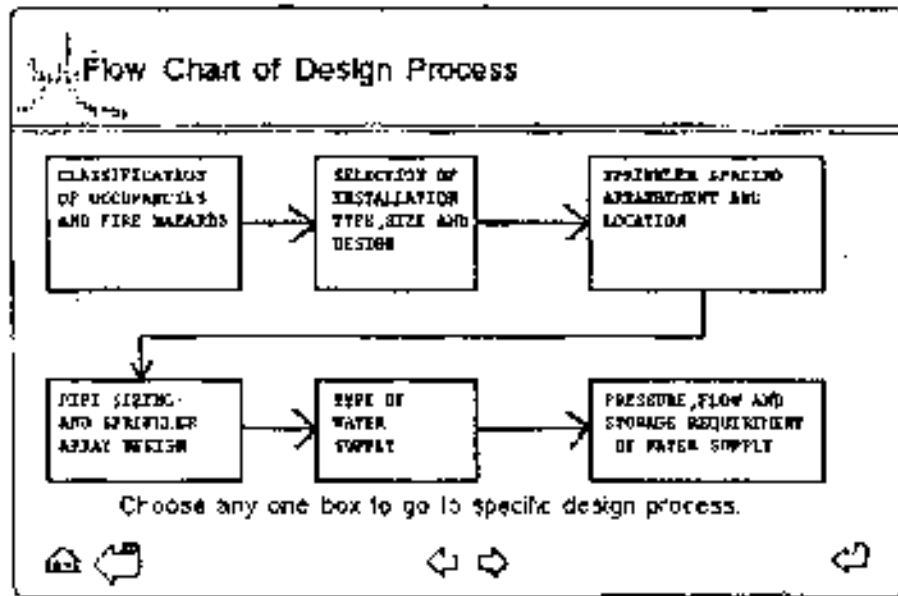 Flow Chart of Design Process
CLASSIFICATION
OF OCCUPANCIES
AND FIRE HAZARDS
SELECTION OF
INSTALLATION
TYPE,SIZE AND
DESIGN
SPRINKLER SPACING
ARRANGEMENT AND
LOCATION
PIPE SIZING
AND SPRINKLER
ARRAY DESIGN
TYPE OF
WATER
SUPPLY
PRESSURE,FLOW AND
STORAGE REQUIREMENT
OF WATER SUPPLY
Choose any one box to go to specific design process.